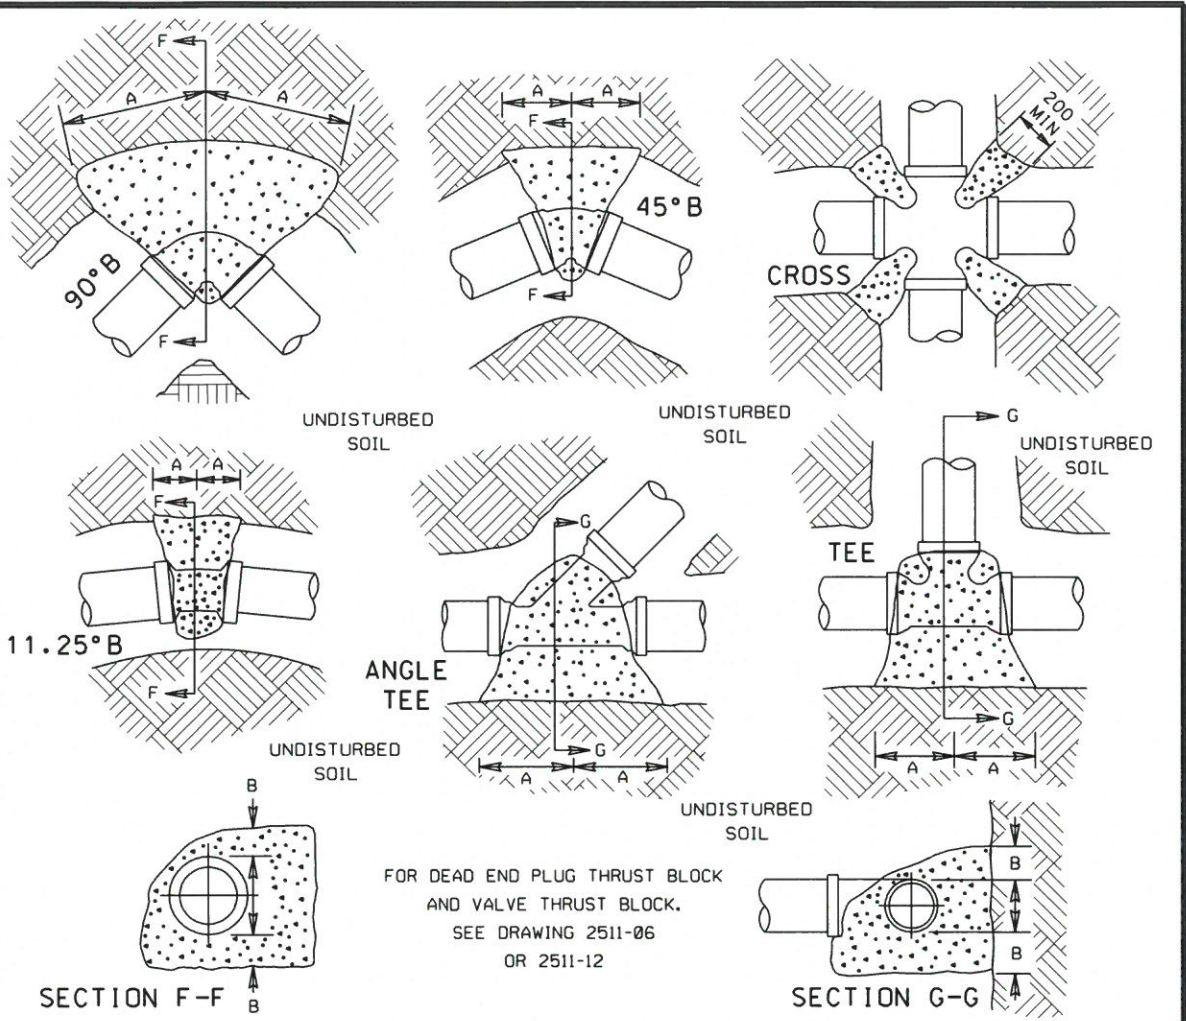 F
A
A
F
90°B
A
A
F
F
45°B
200
MIN
CROSS
UNDISTURBED
SOIL
UNDISTURBED
SOIL
G
UNDISTURBED
SOIL
A
A
F
F
11.25°B
G
G
ANGLE
TEE
A
A
TEE
G
A
A
UNDISTURBED
SOIL
UNDISTURBED
SOIL
B
B
SECTION F-F
FOR DEAD END PLUG THRUST BLOCK
AND VALVE THRUST BLOCK.
SEE DRAWING 2511-06
OR 2511-12
B
B
SECTION G-G